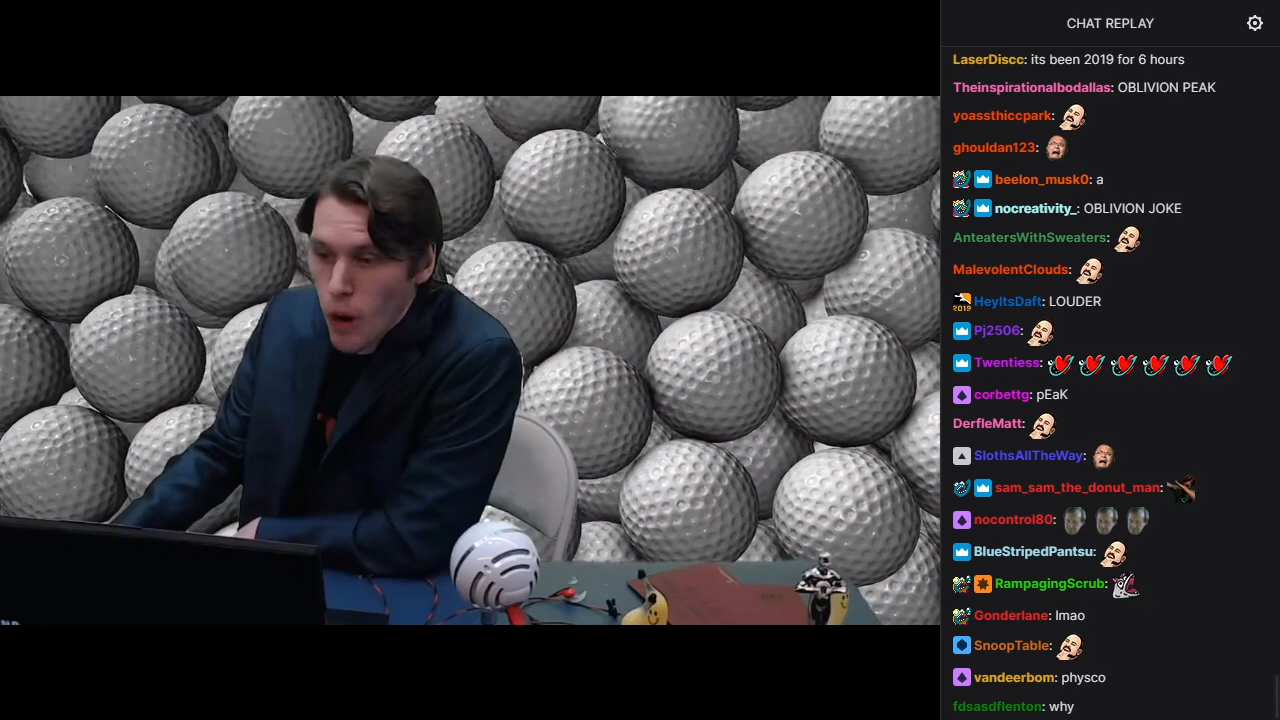 CHAT REPLAY
LaserDiscc: its been 2019 for 6 hours
Theinspirationalbodallas: OBLIVION PEAK
yoassthiccpark:
ghouldan123:
beelon_musk0: a
nocreativity_: OBLIVION JOKE
AnteatersWithSweaters:
MalevolentClouds:
2019 HeyItsDaft: LOUDER
Pj2506:
Twentiess:
corbettg: pEaK
DerfleMatt:
SlothsAllTheWay:
sam_sam_the_donut_man:
nocontrol80:
BlueStripedPantsu:
RampagingScrub:
Gonderlane: lmao
SnoopTable:
vandeerbom: physco
fdsasdflenton: why